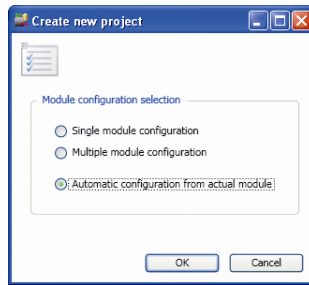 Create new project
Module configuration selection
Single module configuration
Multiple module configuration
Automatic configuration from actual module
OK Cancel